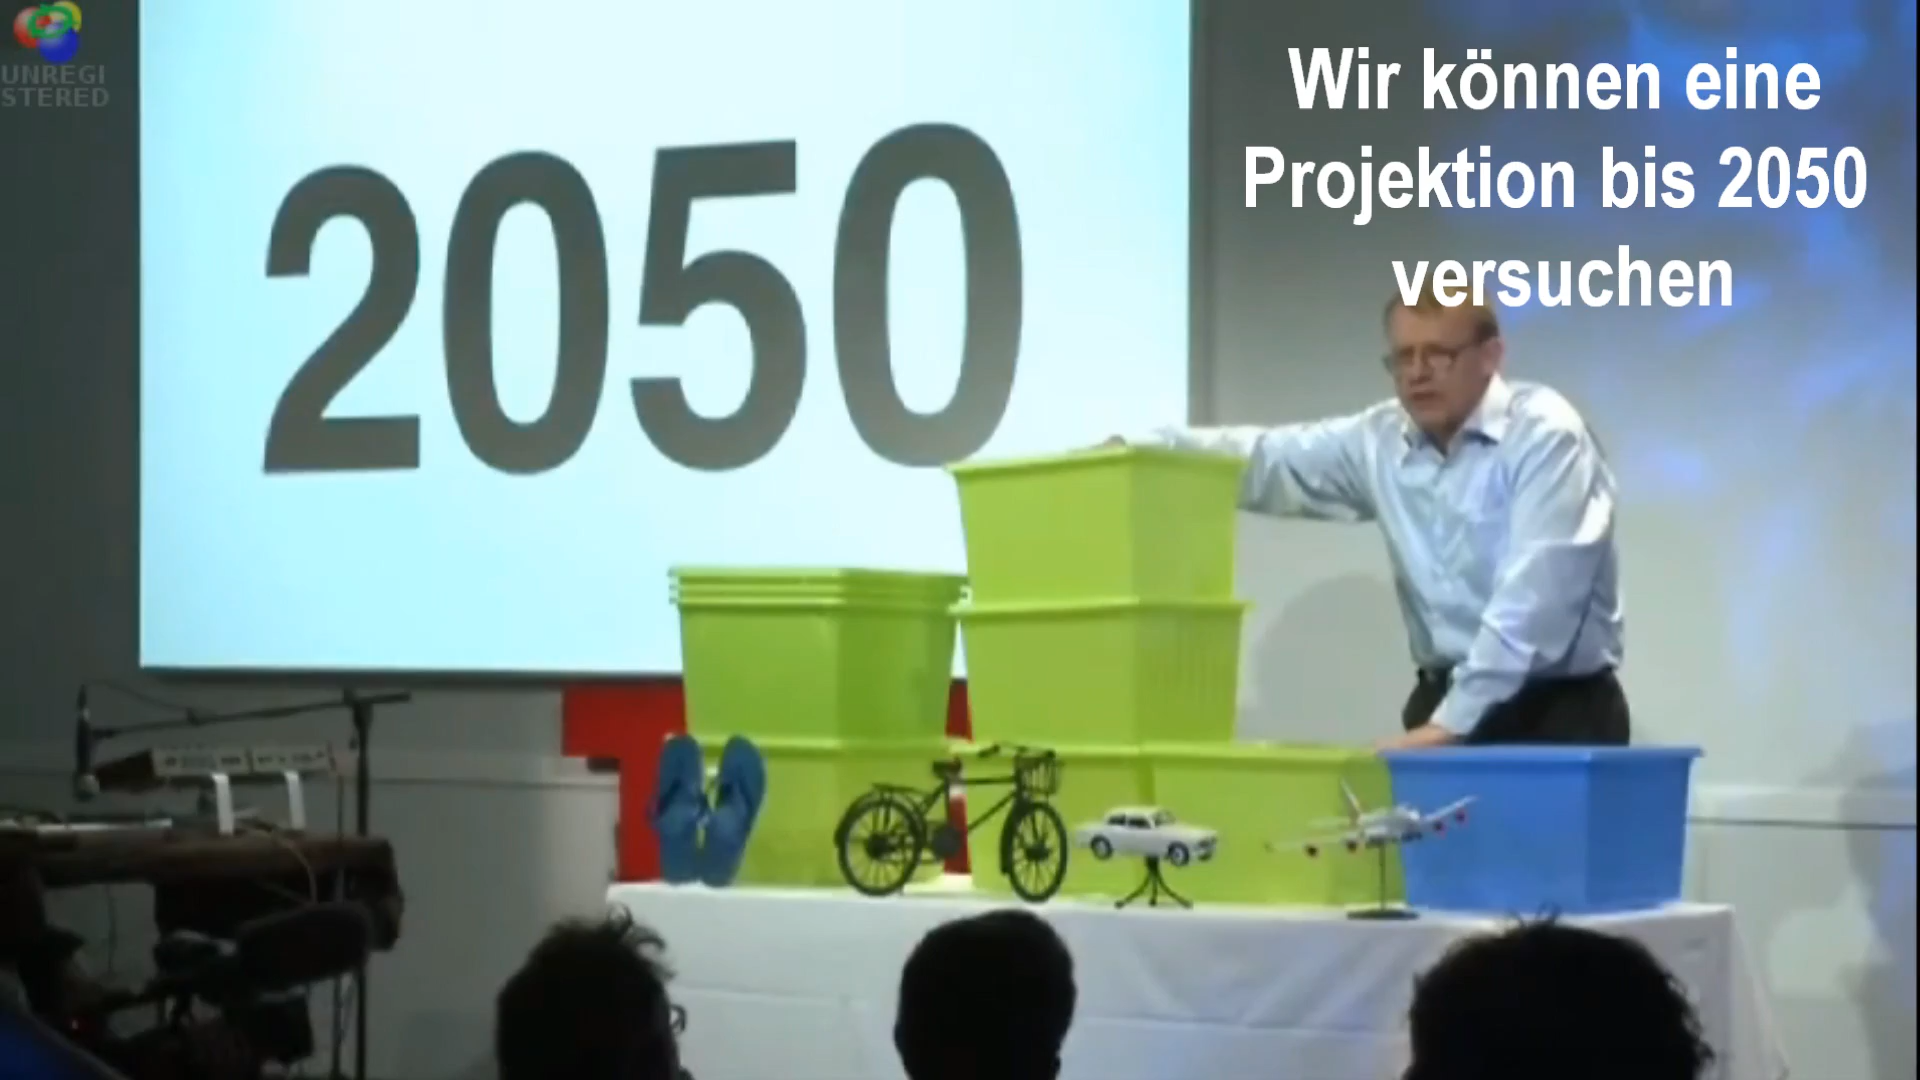 UNREGI
STERED
2050
Wir können eine
Projektion bis 2050
versuchen